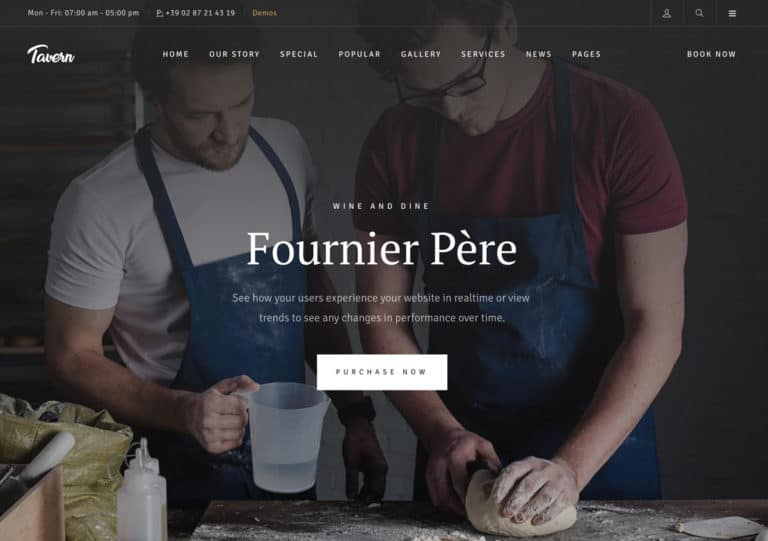 Mon - Fri: 07:00 am - 05:00 pm P: +39 02 87 21 43 19 Demos
Tavern HOME OUR STORY SPECIAL POPULAR GALLERY SERVICES NEWS PAGES BOOK NOW
WINE AND DINE
Fournier Père
See how your users experience your website in realtime or view
trends to see any changes in performance over time.
PURCHASE NOW